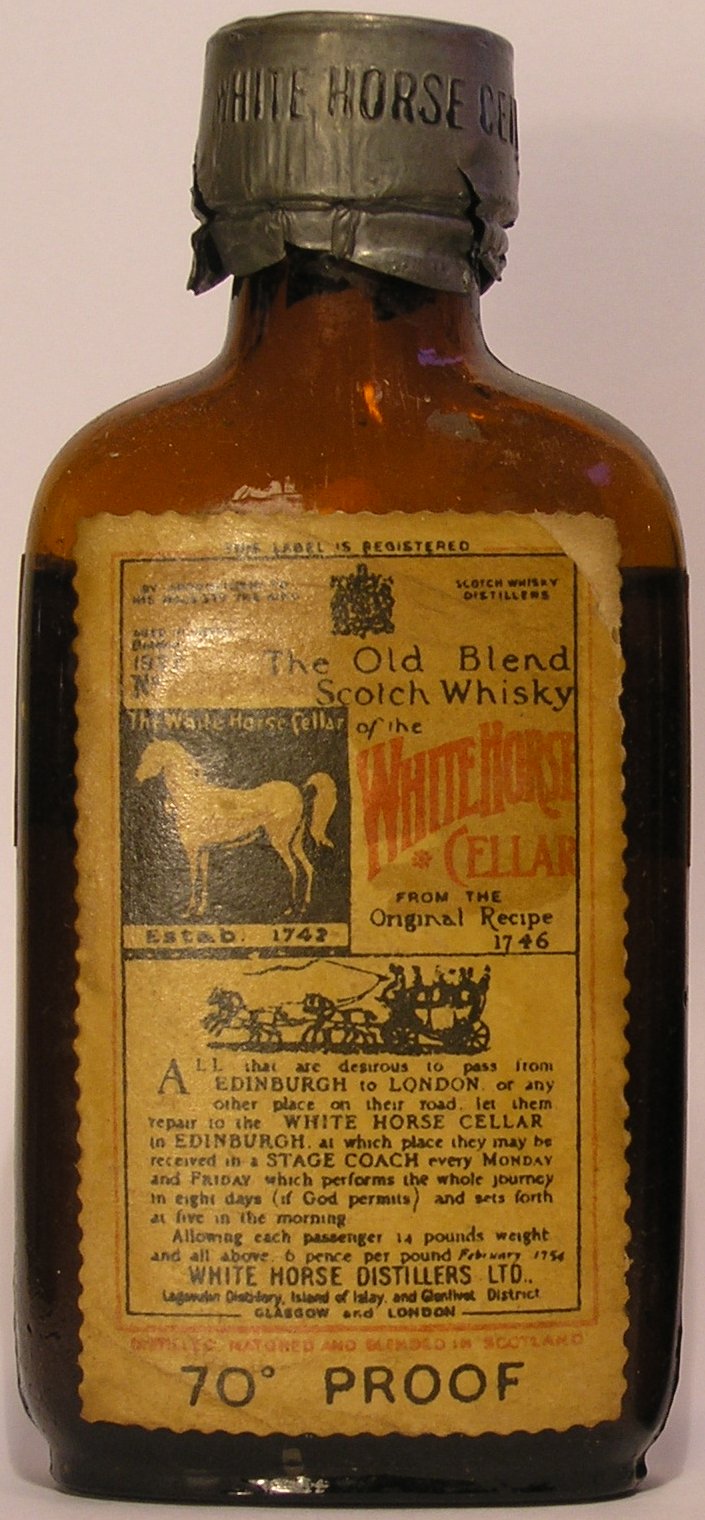 WHITE HORSE CELL
THIS LABEL IS REGISTERED
HIS MAJESTY THE KING
SCOTCH WHISKY
DISTILLERS
The Old Blend
Scotch Whisky
The White Horse Cellar
of the
WHITE HORSE
CELLAR
FROM THE
Original Recipe
1746
Estab. 1742
ALL that are desirous to pass from
EDINBURGH to LONDON, or any
other place on their road, let them
repair to the WHITE HORSE CELLAR
in EDINBURGH, at which place they may be
received in a STAGE COACH every MONDAY
and FRIDAY, which performs the whole journey
in eight days (if God permits) and sets forth
at five in the morning
Allowing each passenger 14 pounds weight
and all above, 6 pence per pound February 1754
WHITE HORSE DISTILLERS LTD.,
Lagavulin Distillery, Island of Islay, and Glenlivet District
GLASGOW and LONDON
DISTILLED MATURED AND BLENDED IN SCOTLAND
70° PROOF